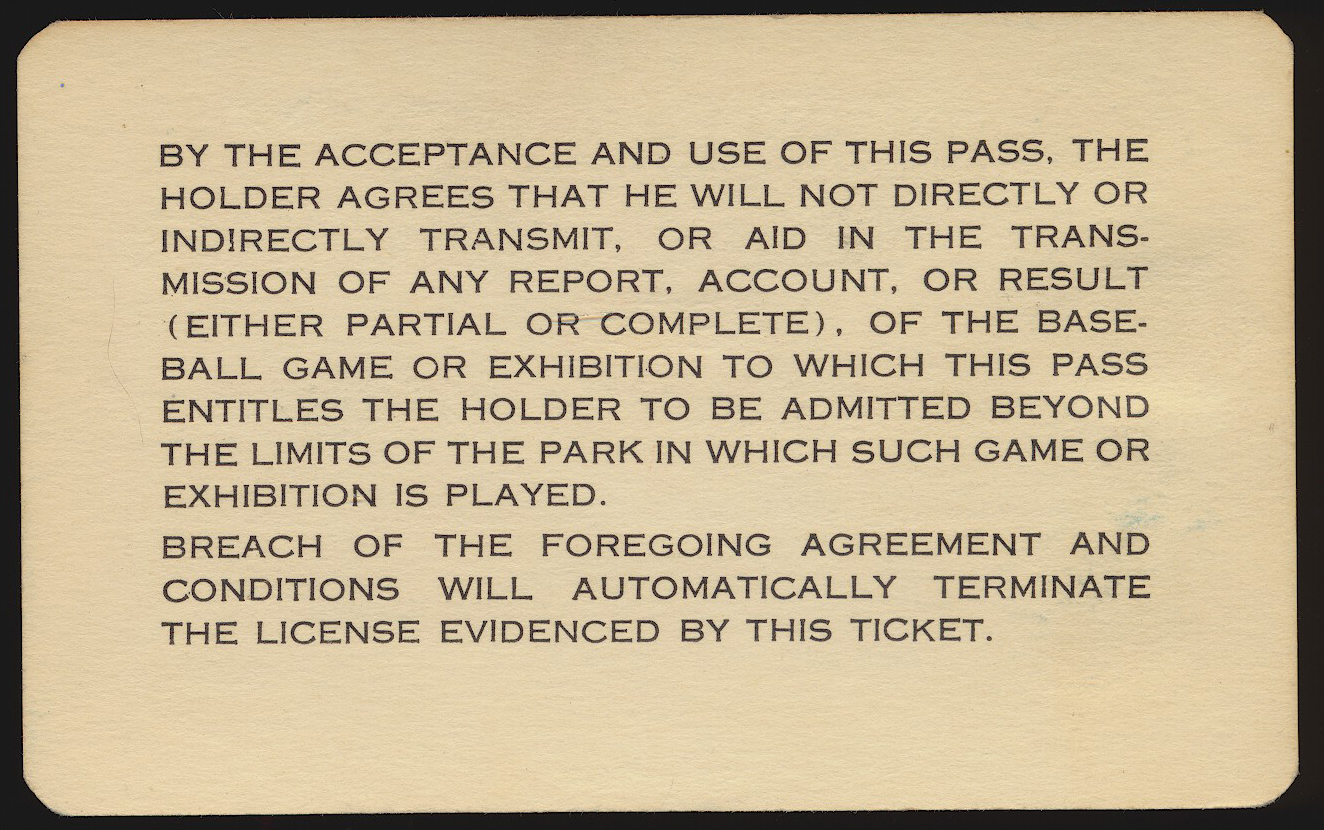 BY THE ACCEPTANCE AND USE OF THIS PASS, THE
HOLDER AGREES THAT HE WILL NOT DIRECTLY OR
INDIRECTLY TRANSMIT, OR AID IN THE TRANS-
MISSION OF ANY REPORT, ACCOUNT, OR RESULT
(EITHER PARTIAL OR COMPLETE), OF THE BASE-
BALL GAME OR EXHIBITION TO WHICH THIS PASS
ENTITLES THE HOLDER TO BE ADMITTED BEYOND
THE LIMITS OF THE PARK IN WHICH SUCH GAME OR
EXHIBITION IS PLAYED.
BREACH OF THE FOREGOING AGREEMENT AND
CONDITIONS WILL AUTOMATICALLY TERMINATE
THE LICENSE EVIDENCED BY THIS TICKET.